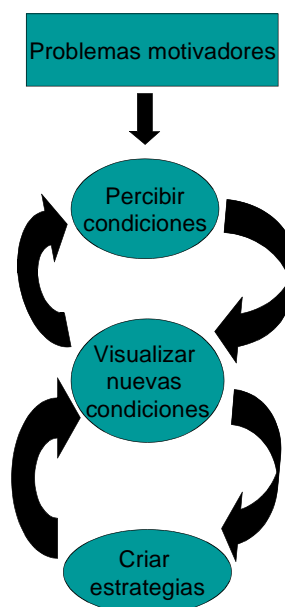 Problemas motivadores
Percibir
condiciones
Visualizar
nuevas
condiciones
Criar
estrategias